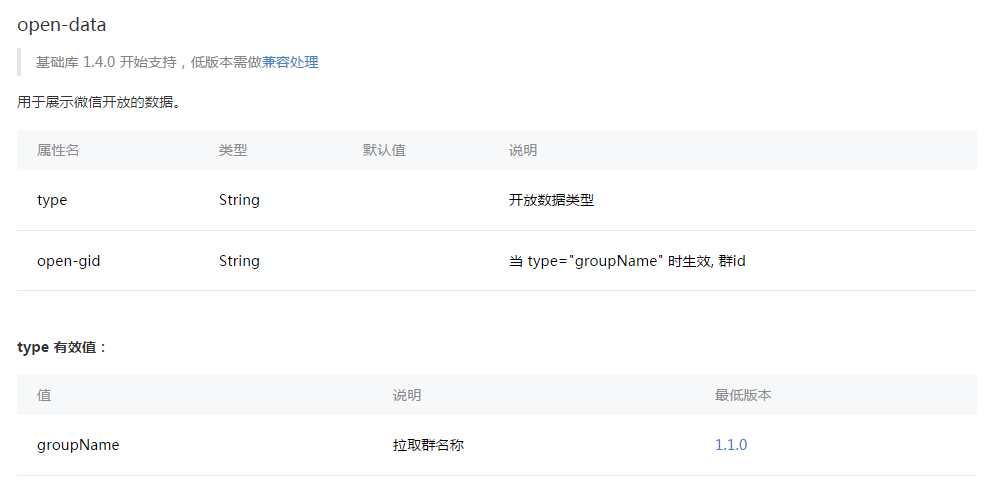 open-data
基础库 1.4.0 开始支持，低版本需做兼容处理
用于展示微信开放的数据。
属性名 类型 默认值 说明
type String 开放数据类型
open-gid String 当 type="groupName" 时生效, 群id
type 有效值：
值 说明 最低版本
groupName 拉取群名称 1.1.0